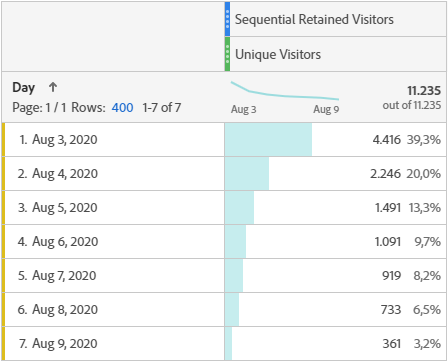 Sequential Retained Visitors
Unique Visitors
Day ↑ 11.235
Page: 1 / 1 Rows: 400 1-7 of 7 out of 11.235
Aug 3 Aug 9
1. Aug 3, 2020 4.416 39,3%
2. Aug 4, 2020 2.246 20,0%
3. Aug 5, 2020 1.491 13,3%
4. Aug 6, 2020 1.091 9,7%
5. Aug 7, 2020 919 8,2%
6. Aug 8, 2020 733 6,5%
7. Aug 9, 2020 361 3,2%